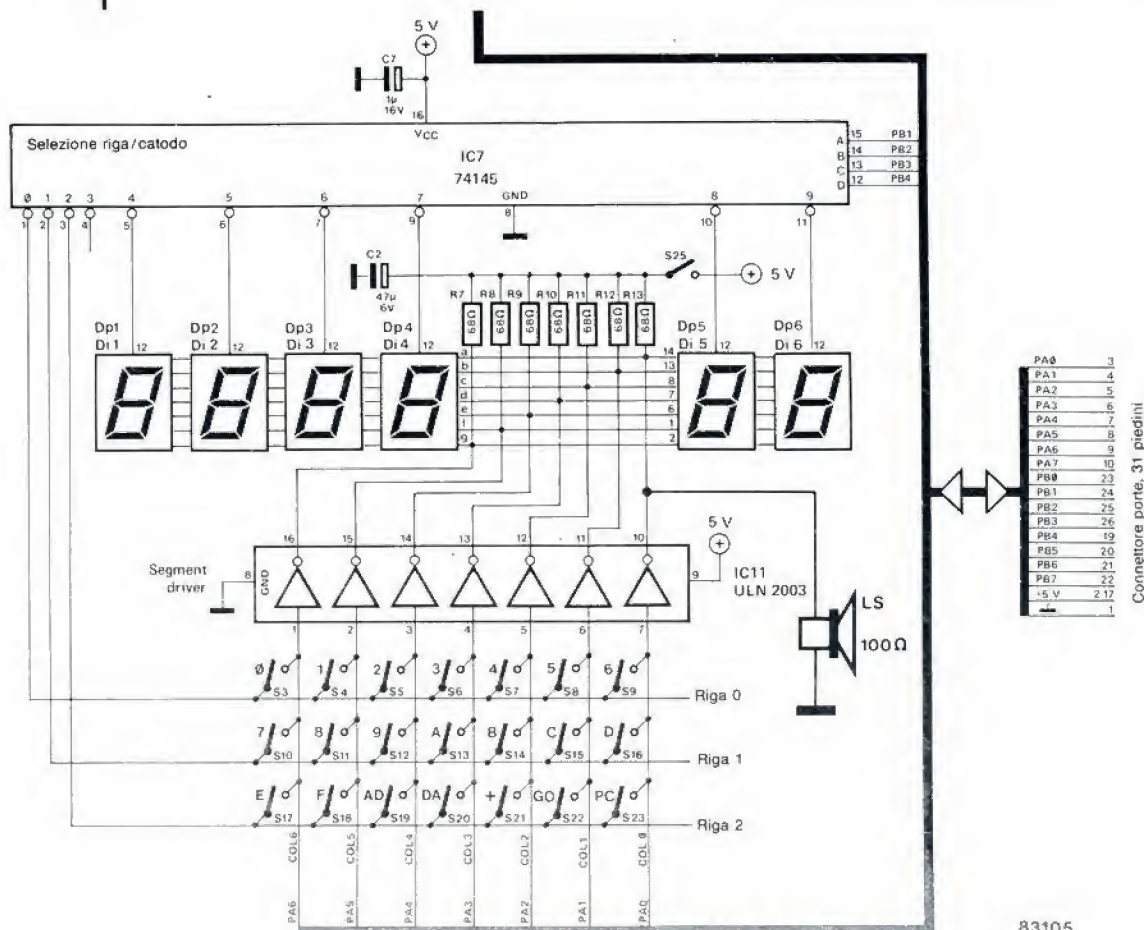 5 V
C7
1µ
16V
16
VCC
Selezione riga/catodo
IC7
74145
A 15 PB1
B 14 PB2
C 13 PB3
D 12 PB4
0 1 2 3 4 5 6 7 GND 8 9
1 2 3 4 5 6 7 9 8 10 11
C2
47µ
6V
S25
5 V
R7 R8 R9 R10 R11 R12 R13
68Ω 68Ω 68Ω 68Ω 68Ω 68Ω 68Ω
Dp1 Dp2 Dp3 Dp4 Dp5 Dp6
Di 1 Di 2 Di 3 Di 4 Di 5 Di 6
12 12 12 12 12 12
a 14
b 13
c 8
d 7
e 6
f 1
g 2
16 15 14 13 12 11 10
5 V
Segment
driver
8
GND
9
IC11
ULN 2003
1 2 3 4 5 6 7
LS
100Ω
0 1 2 3 4 5 6
S3 S4 S5 S6 S7 S8 S9 Riga 0
7 8 9 A B C D
S10 S11 S12 S13 S14 S15 S16 Riga 1
E F AD DA + GO PC
S17 S18 S19 S20 S21 S22 S23 Riga 2
COL6 COL5 COL4 COL3 COL2 COL1 COL0
PA6 PA5 PA4 PA3 PA2 PA1 PA0
PA0 3
PA1 4
PA2 5
PA3 6
PA4 7
PA5 8
PA6 9
PA7 10
PB0 23
PB1 24
PB2 25
PB3 26
PB4 19
PB5 20
PB6 21
PB7 22
+5 V 2 17
1
Connettore porte, 31 piedini
83105